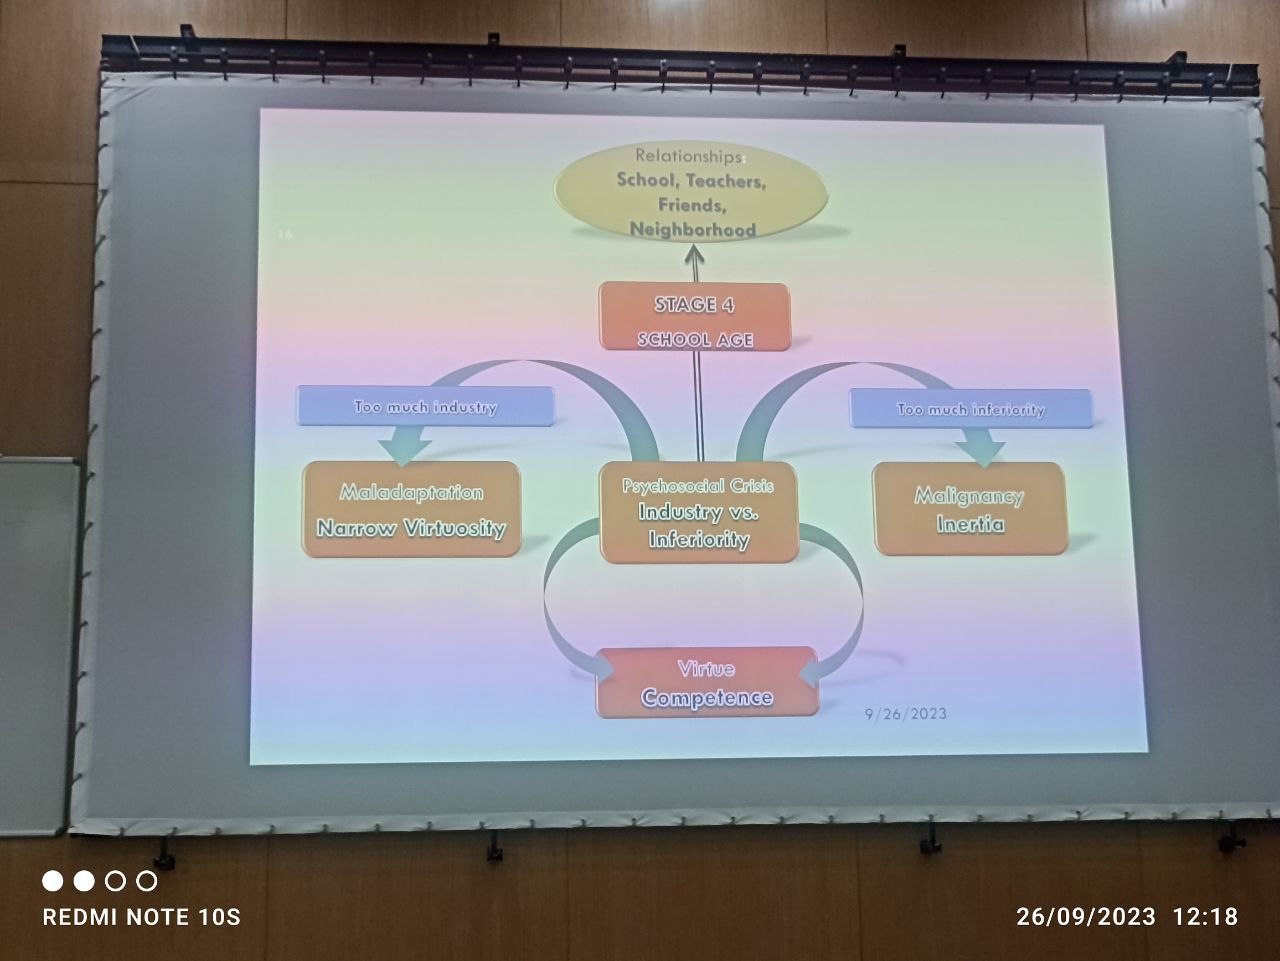 Relationships:
School, Teachers,
Friends,
Neighborhood
16
STAGE 4
SCHOOL AGE
Too much industry
Too much inferiority
Maladaptation
Narrow Virtuosity
Psychosocial Crisis
Industry vs.
Inferiority
Malignancy
Inertia
Virtue
Competence
9/26/2023
REDMI NOTE 10S
26/09/2023 12:18